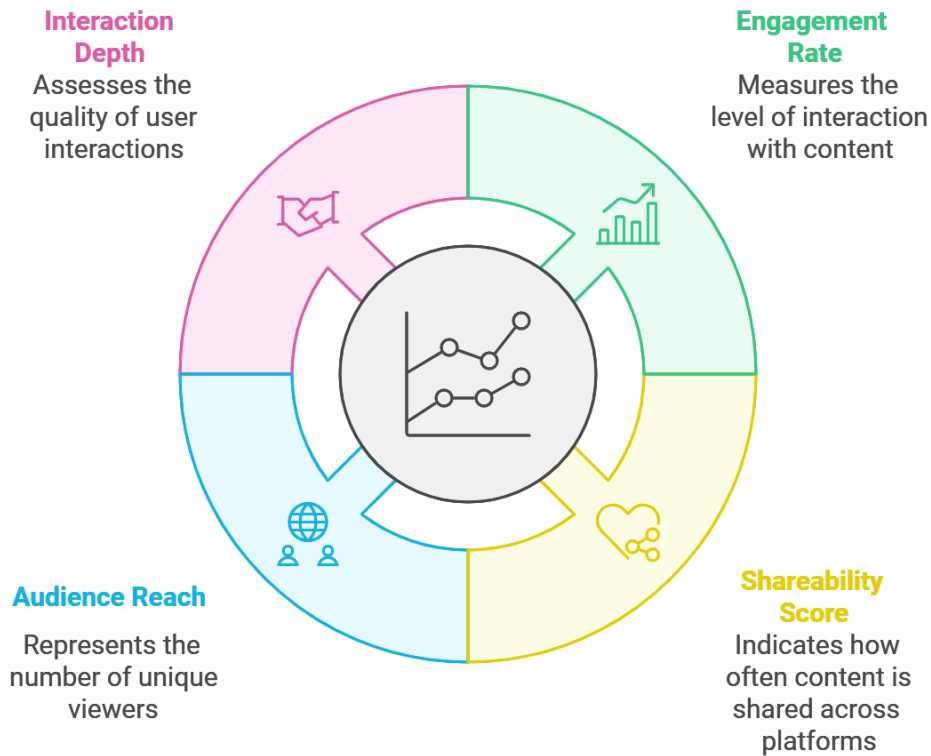 Interaction
Depth
Assesses the
quality of user
interactions
Engagement
Rate
Measures the
level of interaction
with content
Audience Reach
Represents the
number of unique
viewers
Shareability
Score
Indicates how
often content is
shared across
platforms